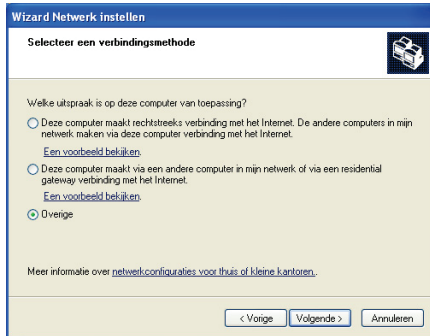 Wizard Netwerk instellen
Selecteer een verbindingsmethode
Welke uitspraak is op deze computer van toepassing?
Deze computer maakt rechtstreeks verbinding met het Internet. De andere computers in mijn
netwerk maken via deze computer verbinding met het Internet.
Een voorbeeld bekijken.
Deze computer maakt via een andere computer in mijn netwerk of via een residential
gateway verbinding met het Internet.
Een voorbeeld bekijken.
Overige
Meer informatie over netwerkconfiguraties voor thuis of kleine kantoren..
< Vorige Volgende > Annuleren